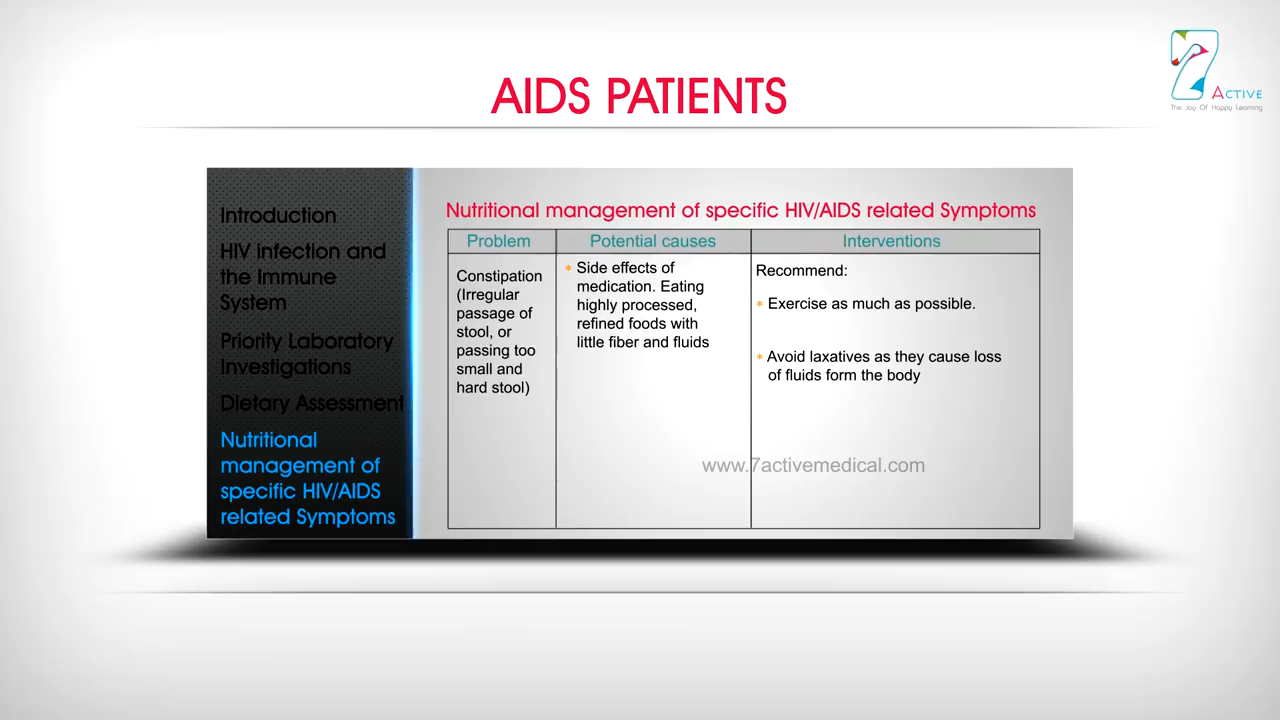 AIDS PATIENTS
7
ACTIVE
The Joy Of Happy Learning
Introduction
HIV infection and
the Immune
System
Priority Laboratory
Investigations
Dietary Assessment
Nutritional
management of
specific HIV/AIDS
related Symptoms
Nutritional management of specific HIV/AIDS related Symptoms
Problem
Potential causes
Interventions
Constipation
(Irregular
passage of
stool, or
passing too
small and
hard stool)
* Side effects of
medication. Eating
highly processed,
refined foods with
little fiber and fluids
Recommend:
* Exercise as much as possible.
* Avoid laxatives as they cause loss
of fluids form the body
www.7activemedical.com